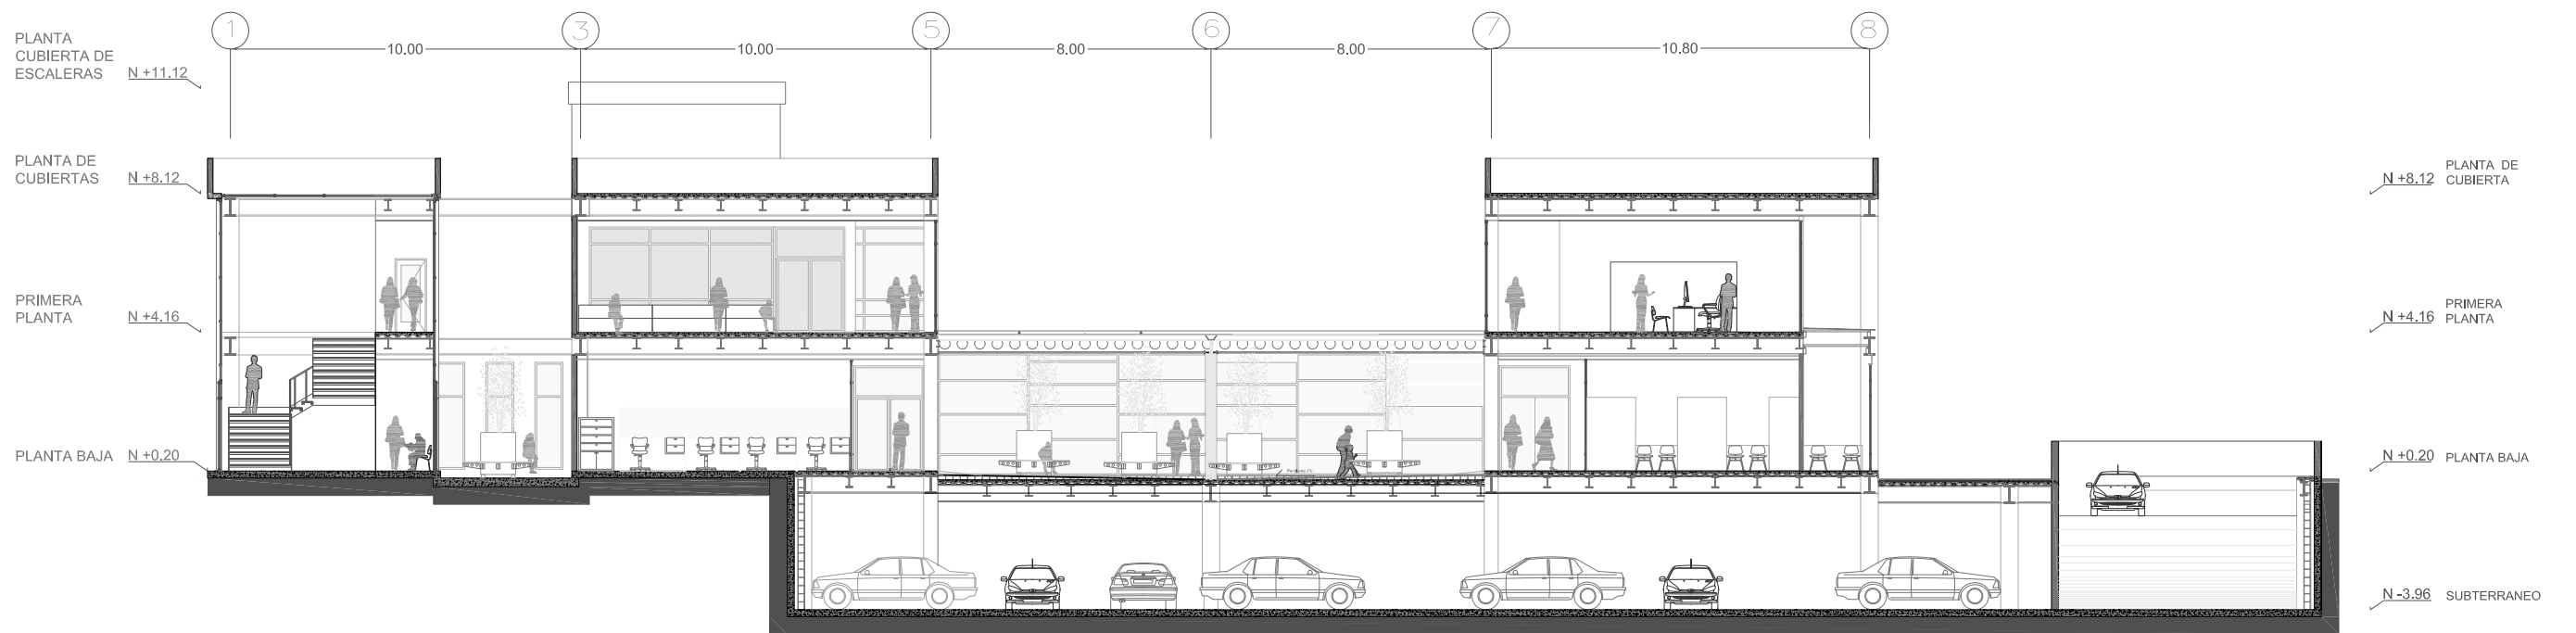 1
3
5
6
7
8
10.00
10.00
8.00
8.00
10.80
PLANTA
CUBIERTA DE
ESCALERAS
N +11.12
PLANTA DE
CUBIERTAS
N +8.12
PRIMERA
PLANTA
N +4.16
PLANTA BAJA
N +0.20
N +8.12
PLANTA DE
CUBIERTA
N +4.16
PRIMERA
PLANTA
N +0.20
PLANTA BAJA
N -3.96
SUBTERRANEO